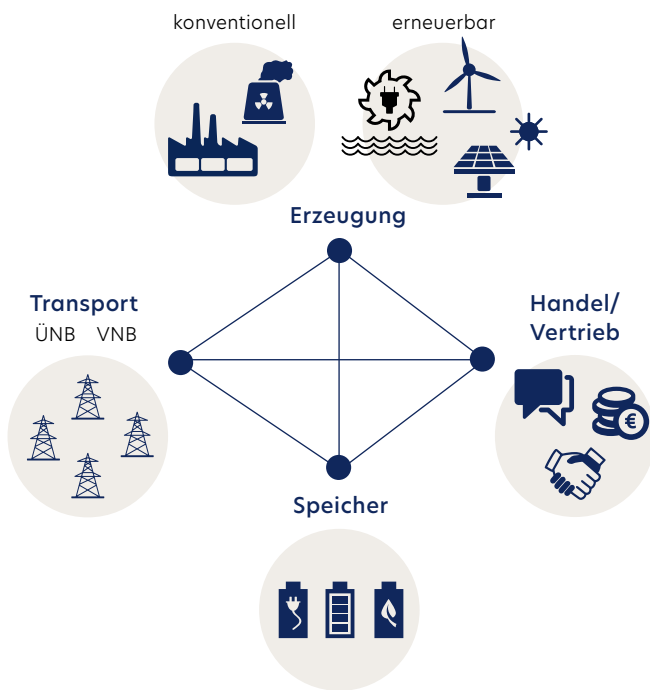 konventionell
erneuerbar
Erzeugung
Transport
ÜNB VNB
Handel/
Vertrieb
€
Speicher